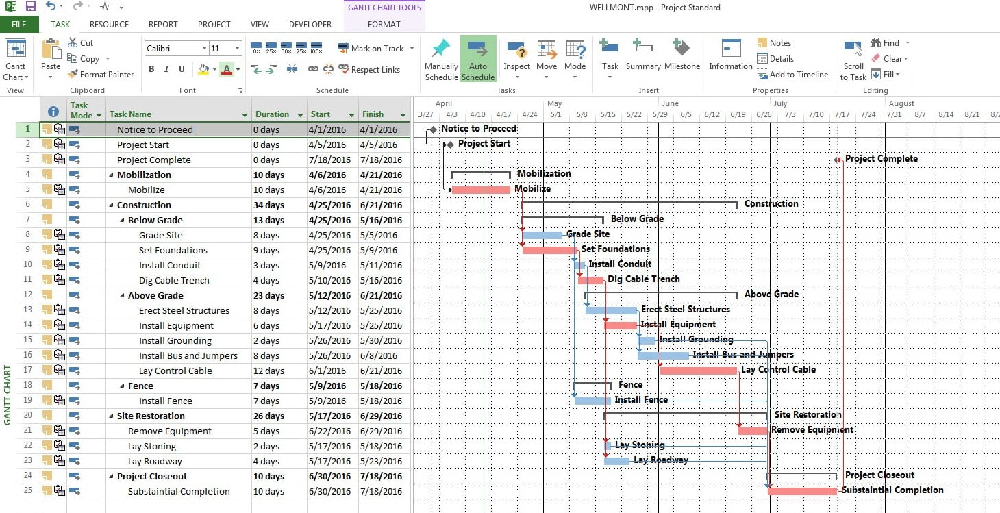 WELLMONT.mpp - Project Standard
GANTT CHART TOOLS
FILE TASK RESOURCE REPORT PROJECT VIEW DEVELOPER FORMAT
Gantt Chart
View
Paste
Cut
Copy
Format Painter
Clipboard
Calibri 11
B I U A
Font
0% 25% 50% 75% 100%
Mark on Track
Respect Links
Schedule
Manually Schedule
Auto Schedule
Inspect
Move
Mode
Tasks
Task
Summary
Milestone
Insert
Information
Notes
Details
Add to Timeline
Properties
Scroll to Task
Find
Clear
Fill
Editing
GANTT CHART
Task Mode Task Name Duration Start Finish
1 Notice to Proceed 0 days 4/1/2016 4/1/2016
2 Project Start 0 days 4/5/2016 4/5/2016
3 Project Complete 0 days 7/18/2016 7/18/2016
4 Mobilization 10 days 4/6/2016 4/21/2016
5 Mobilize 10 days 4/6/2016 4/21/2016
6 Construction 34 days 4/25/2016 6/21/2016
7 Below Grade 13 days 4/25/2016 5/16/2016
8 Grade Site 8 days 4/25/2016 5/5/2016
9 Set Foundations 9 days 4/25/2016 5/9/2016
10 Install Conduit 3 days 5/9/2016 5/11/2016
11 Dig Cable Trench 4 days 5/10/2016 5/16/2016
12 Above Grade 23 days 5/12/2016 6/21/2016
13 Erect Steel Structures 8 days 5/12/2016 5/25/2016
14 Install Equipment 6 days 5/17/2016 5/25/2016
15 Install Grounding 2 days 5/26/2016 5/30/2016
16 Install Bus and Jumpers 8 days 5/26/2016 6/8/2016
17 Lay Control Cable 12 days 6/1/2016 6/21/2016
18 Fence 7 days 5/9/2016 5/18/2016
19 Install Fence 7 days 5/9/2016 5/18/2016
20 Site Restoration 26 days 5/17/2016 6/29/2016
21 Remove Equipment 5 days 6/22/2016 6/29/2016
22 Lay Stoning 2 days 5/17/2016 5/18/2016
23 Lay Roadway 4 days 5/17/2016 5/23/2016
24 Project Closeout 10 days 6/30/2016 7/18/2016
25 Substaintial Completion 10 days 6/30/2016 7/18/2016
April May June July August
3/27 4/3 4/10 4/17 4/24 5/1 5/8 5/15 5/22 5/29 6/5 6/12 6/19 6/26 7/3 7/10 7/17 7/24 7/31 8/7 8/14 8/21
Notice to Proceed
Project Start
Project Complete
Mobilization
Mobilize
Construction
Below Grade
Grade Site
Set Foundations
Install Conduit
Dig Cable Trench
Above Grade
Erect Steel Structures
Install Equipment
Install Grounding
Install Bus and Jumpers
Lay Control Cable
Fence
Install Fence
Site Restoration
Remove Equipment
Lay Stoning
Lay Roadway
Project Closeout
Substaintial Completion